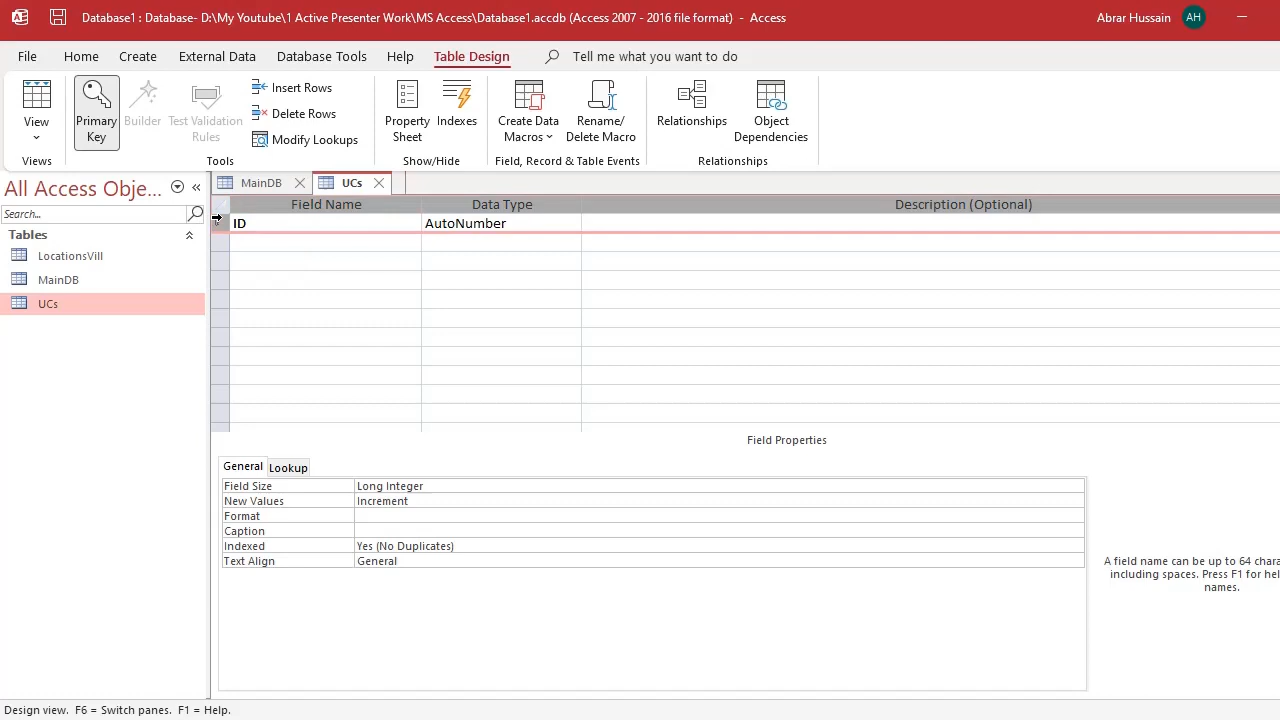 Database1 : Database- D:\My Youtube\1 Active Presenter Work\MS Access\Database1.accdb (Access 2007 - 2016 file format) - Access
Abrar Hussain
AH
File
Home
Create
External Data
Database Tools
Help
Table Design
Tell me what you want to do
View
Primary Key
Builder
Test Validation Rules
Insert Rows
Delete Rows
Modify Lookups
Property Sheet
Indexes
Create Data Macros
Rename/ Delete Macro
Relationships
Object Dependencies
Views
Tools
Show/Hide
Field, Record & Table Events
Relationships
All Access Obje...
Search...
Tables
LocationsVill
MainDB
UCs
MainDB
UCs
Field Name
Data Type
Description (Optional)
ID
AutoNumber
Field Properties
General
Lookup
Field Size
Long Integer
New Values
Increment
Format
Caption
Indexed
Yes (No Duplicates)
Text Align
General
A field name can be up to 64 chara
including spaces. Press F1 for hel
names.
Design view. F6 = Switch panes. F1 = Help.